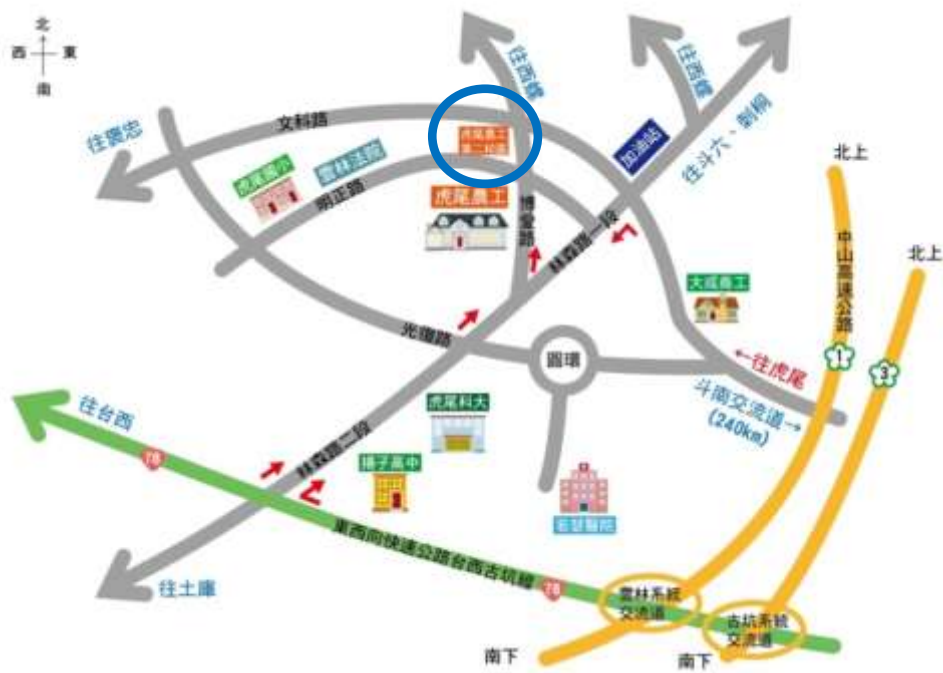 北
西 東
南
往西螺
往西螺
往褒忠
文科路
虎尾農工
第二校區
加油站
往斗六、莿桐
虎尾國小
雲林法院
明正路
虎尾農工
博愛路
林森路一段
北上
中山高速公路
北上
大成商工
光復路
圓環
1
3
←往虎尾
斗南交流道→
(240km)
往台西
78
虎尾科大
林森路二段
揚子高中
若瑟醫院
東西向快速公路台西古坑線
78
往土庫
雲林系統
交流道
古坑系統
交流道
南下
南下